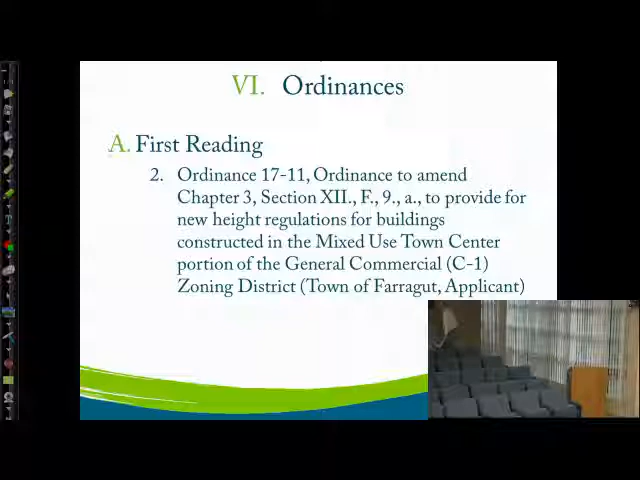 VI. Ordinances
A. First Reading
2. Ordinance 17-11, Ordinance to amend
Chapter 3, Section XII., F., 9., a., to provide for
new height regulations for buildings
constructed in the Mixed Use Town Center
portion of the General Commercial (C-1)
Zoning District (Town of Farragut, Applicant)